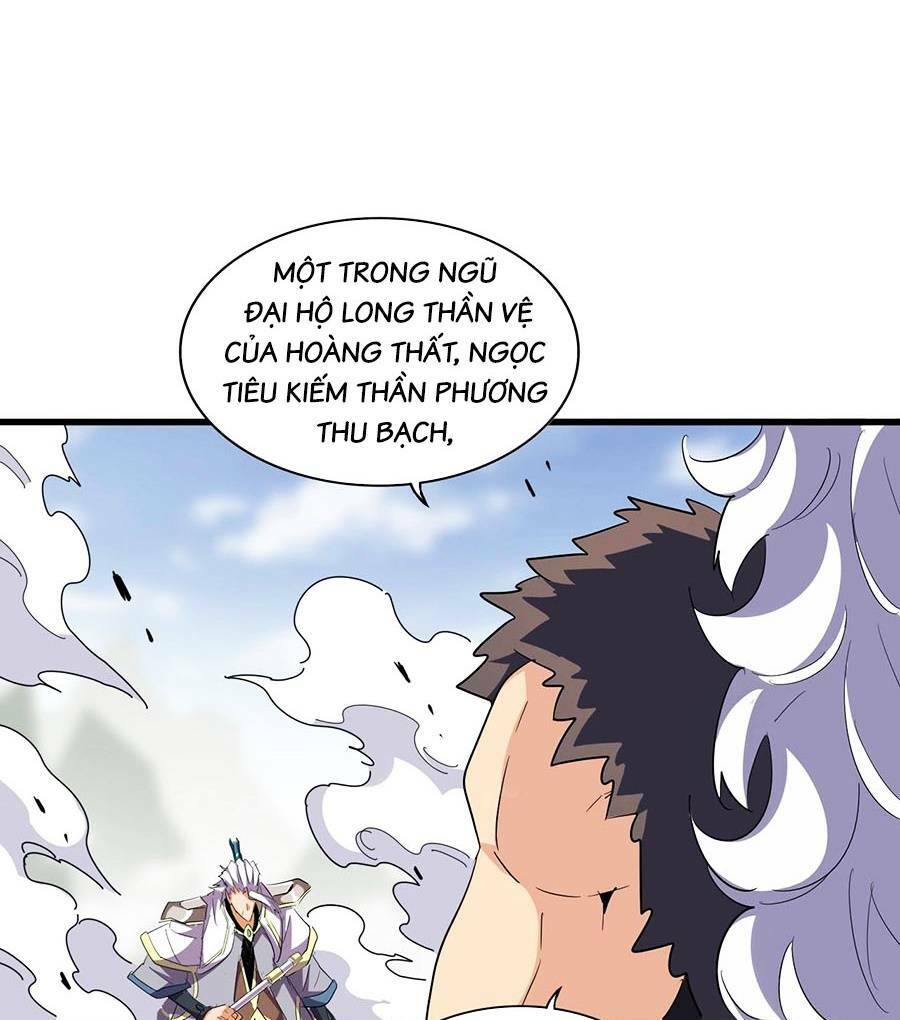 MỘT TRONG NGŨ
ĐẠI HỘ LONG THẦN VỆ
CỦA HOÀNG THẤT, NGỌC
TIÊU KIẾM THẦN PHƯƠNG
THU BẠCH,